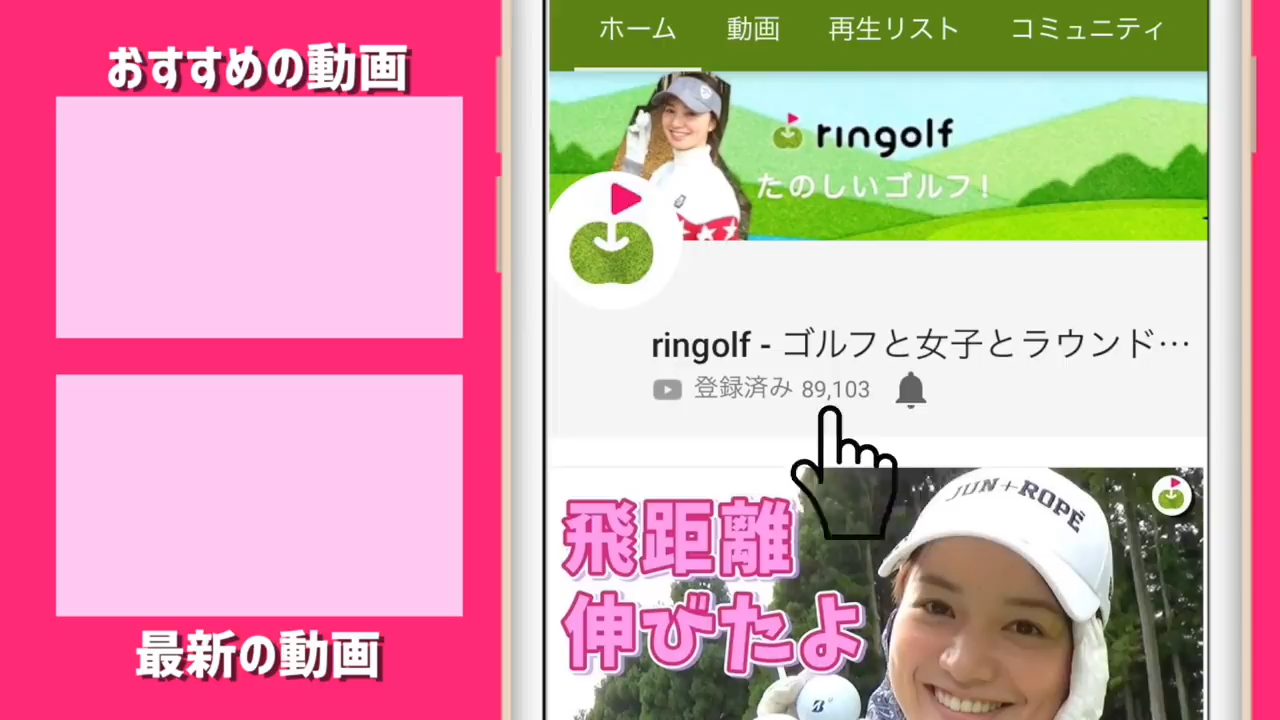 おすすめの動画
最新の動画
ホーム 動画 再生リスト コミュニティ
ringolf
たのしいゴルフ!
ringolf - ゴルフと女子とラウンド…
登録済み 89,103
JUN+ROPÉ
飛距離
伸びたよ
B